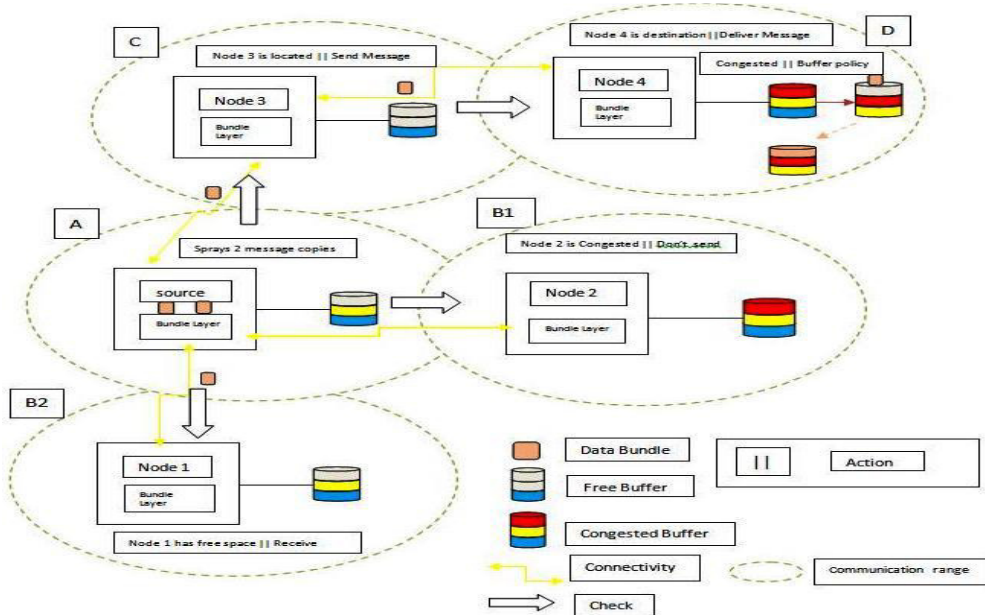 C
Node 3 is located || Send Message
Node 3
Bundle
Layer
Node 4 is destination||Deliver Message
D
Congested || Buffer policy
Node 4
Bundle
Layer
A
Sprays 2 message copies
source
Bundle Layer
B1
Node 2 is Congested || Don't send
Node 2
Bundle Layer
B2
Node 1
Bundle
Layer
Node 1 has free space || Receive
Data Bundle
Free Buffer
Congested Buffer
Connectivity
Check
||
Action
Communication range